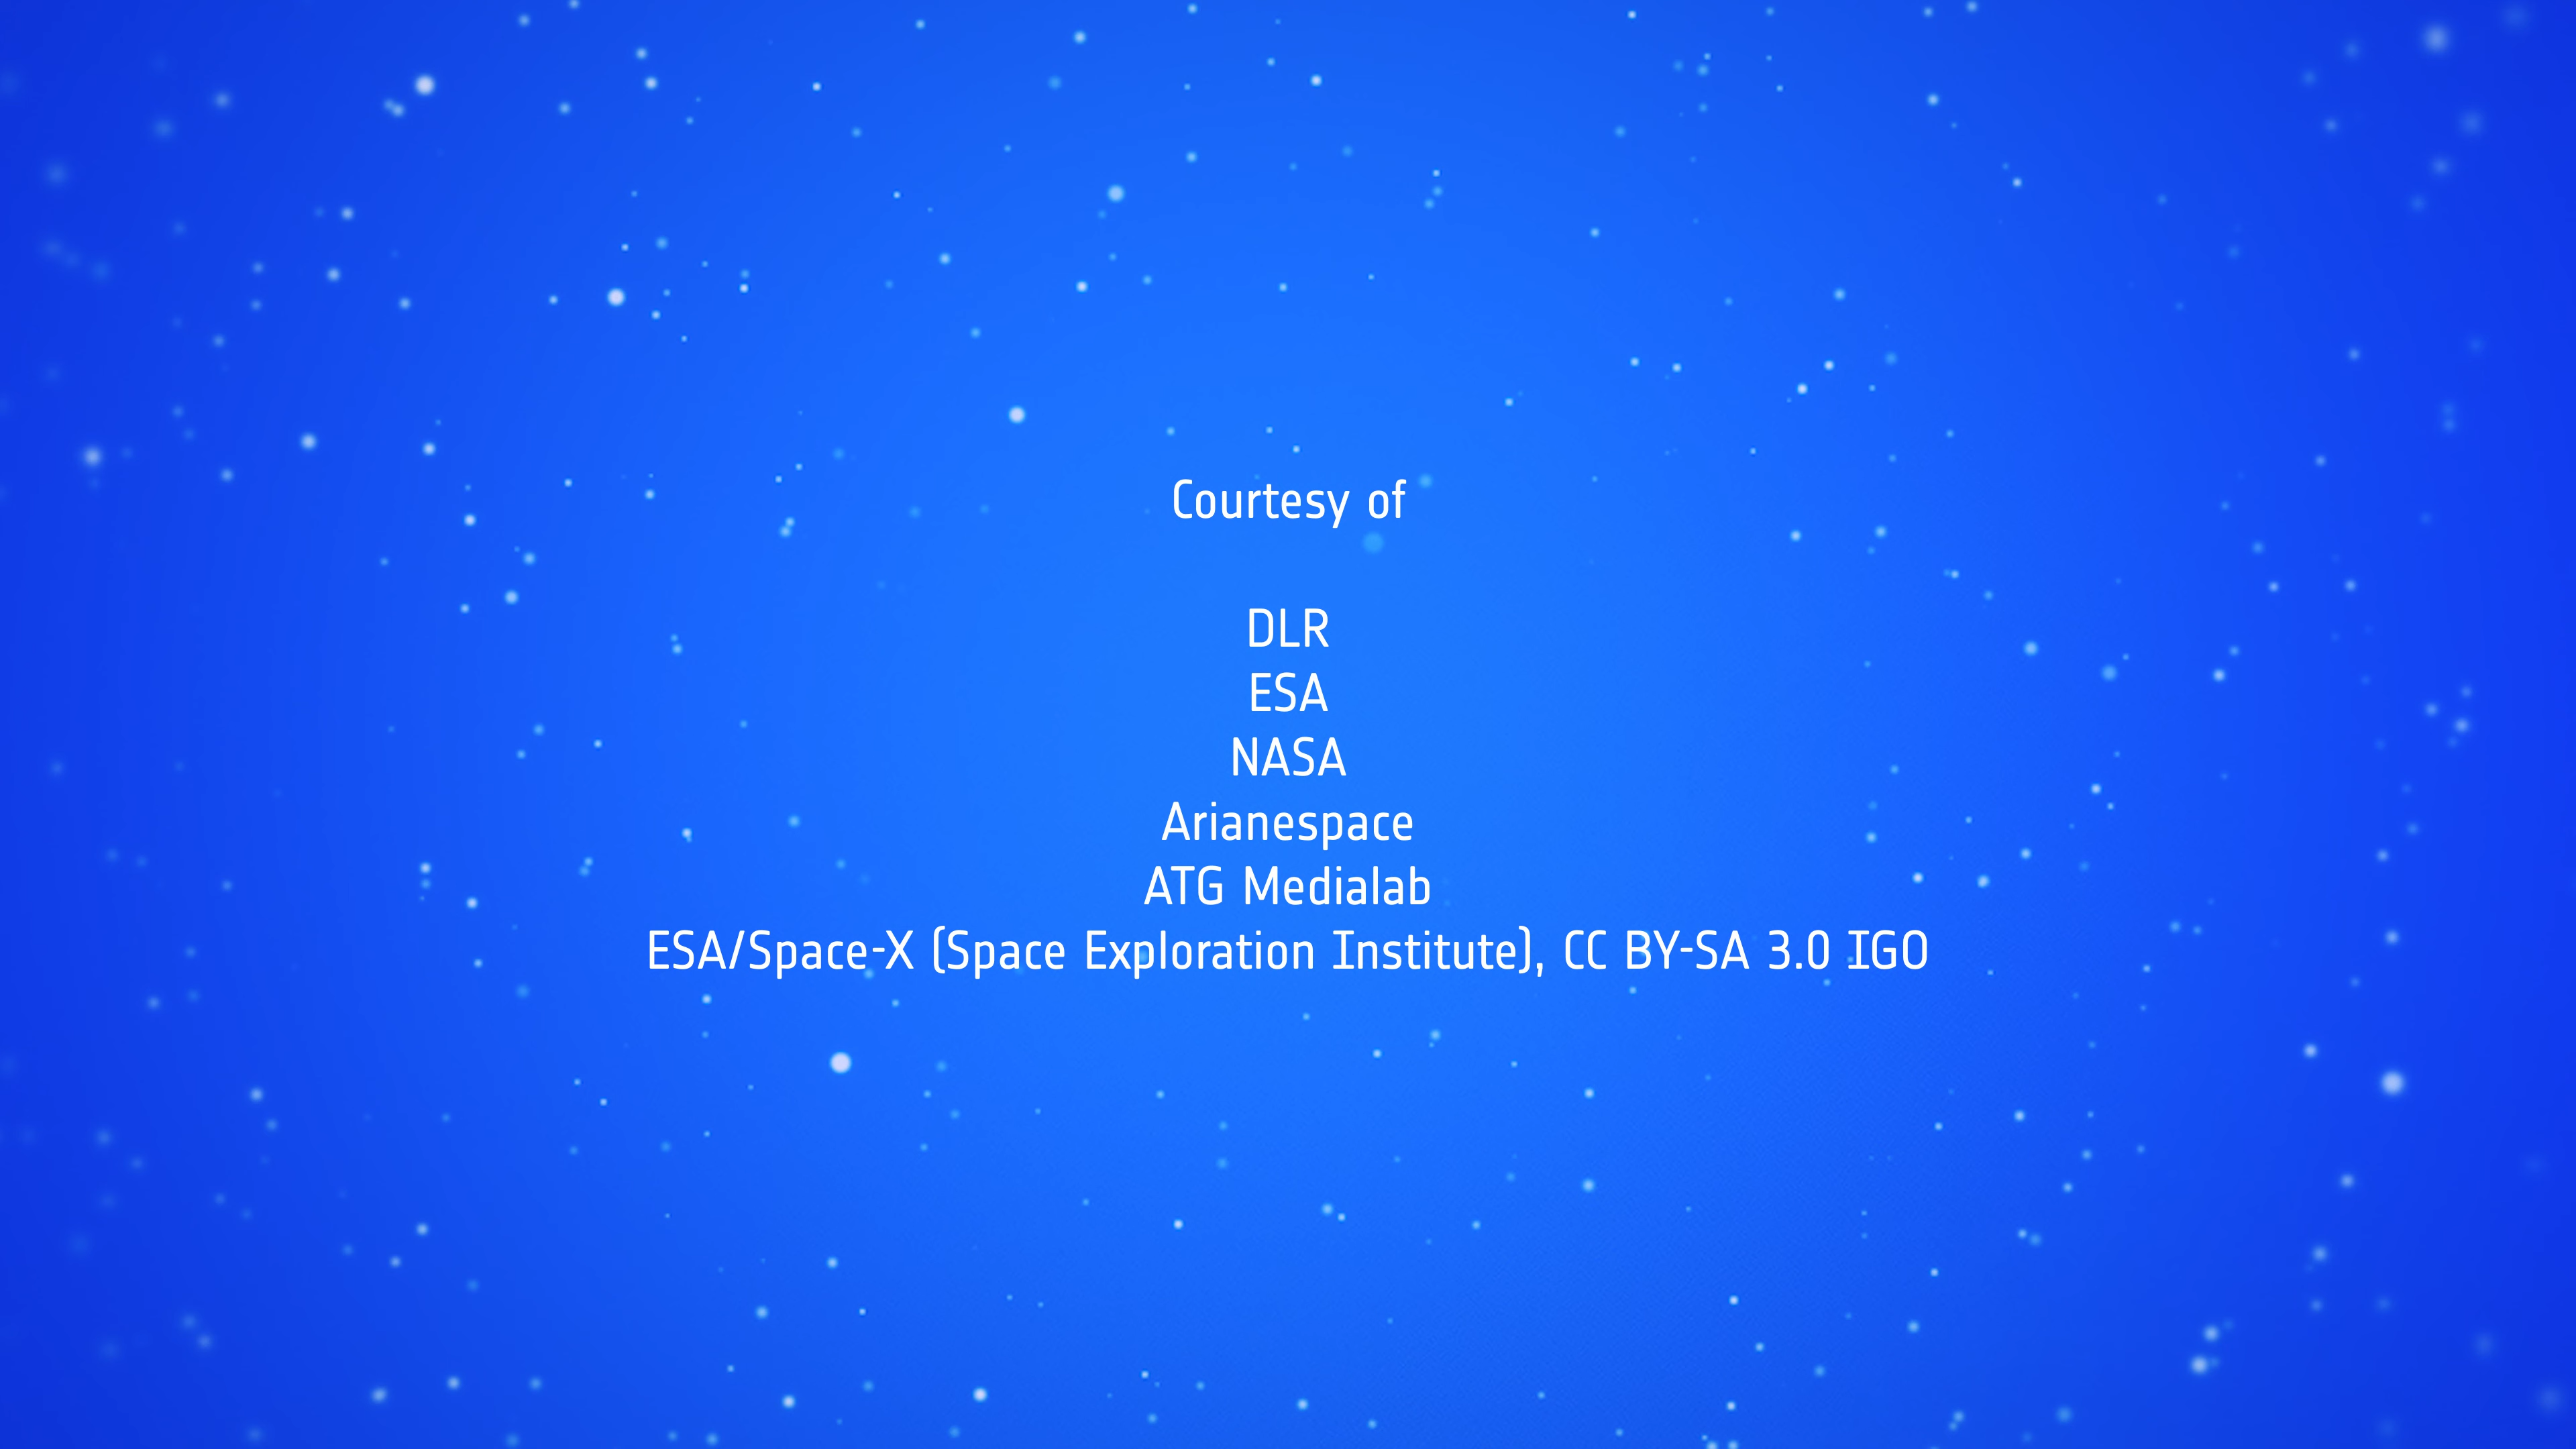 Courtesy of
DLR
ESA
NASA
Arianespace
ATG Medialab
ESA/Space-X (Space Exploration Institute), CC BY-SA 3.0 IGO